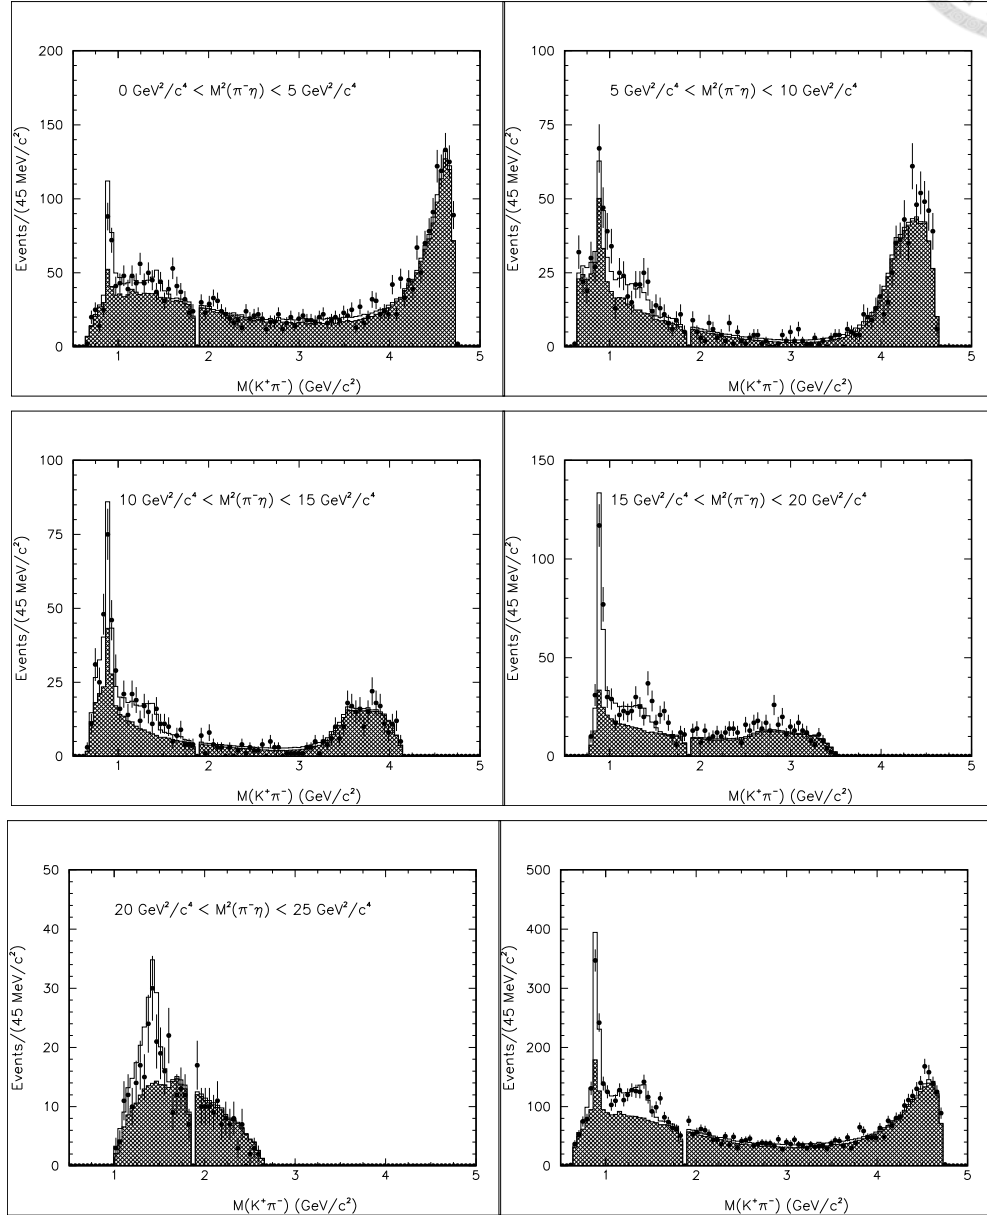 200
150
100
50
0
Events/(45 MeV/c²)
0 GeV²/c⁴ < M²(π⁻η) < 5 GeV²/c⁴
1 2 3 4 5
M(K⁺π⁻) (GeV/c²)
100
75
50
25
0
Events/(45 MeV/c²)
5 GeV²/c⁴ < M²(π⁻η) < 10 GeV²/c⁴
1 2 3 4 5
M(K⁺π⁻) (GeV/c²)
100
75
50
25
0
Events/(45 MeV/c²)
10 GeV²/c⁴ < M²(π⁻η) < 15 GeV²/c⁴
1 2 3 4 5
M(K⁺π⁻) (GeV/c²)
150
100
50
0
Events/(45 MeV/c²)
15 GeV²/c⁴ < M²(π⁻η) < 20 GeV²/c⁴
1 2 3 4 5
M(K⁺π⁻) (GeV/c²)
50
40
30
20
10
0
Events/(45 MeV/c²)
20 GeV²/c⁴ < M²(π⁻η) < 25 GeV²/c⁴
1 2 3 4 5
M(K⁺π⁻) (GeV/c²)
500
400
300
200
100
0
Events/(45 MeV/c²)
1 2 3 4 5
M(K⁺π⁻) (GeV/c²)